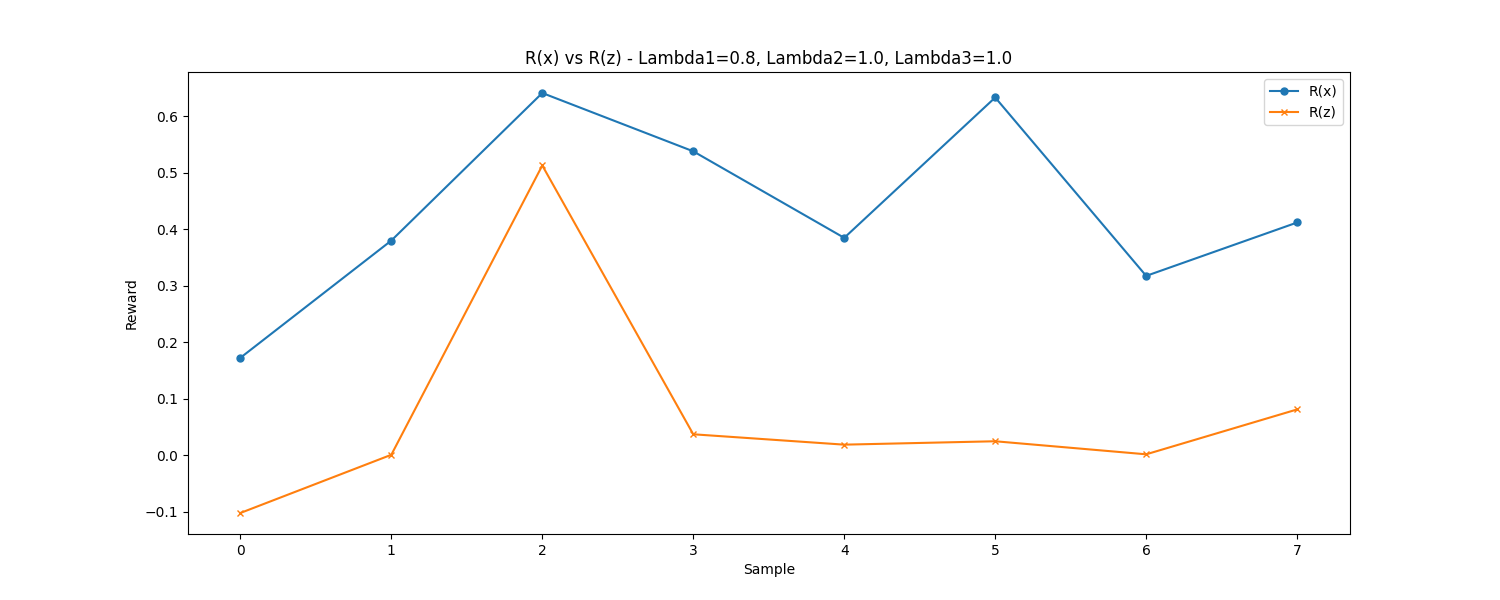 R(x) vs R(z) - Lambda1=0.8, Lambda2=1.0, Lambda3=1.0
R(x)
R(z)
0.6
0.5
0.4
0.3
0.2
0.1
0.0
−0.1
Reward
0 1 2 3 4 5 6 7
Sample